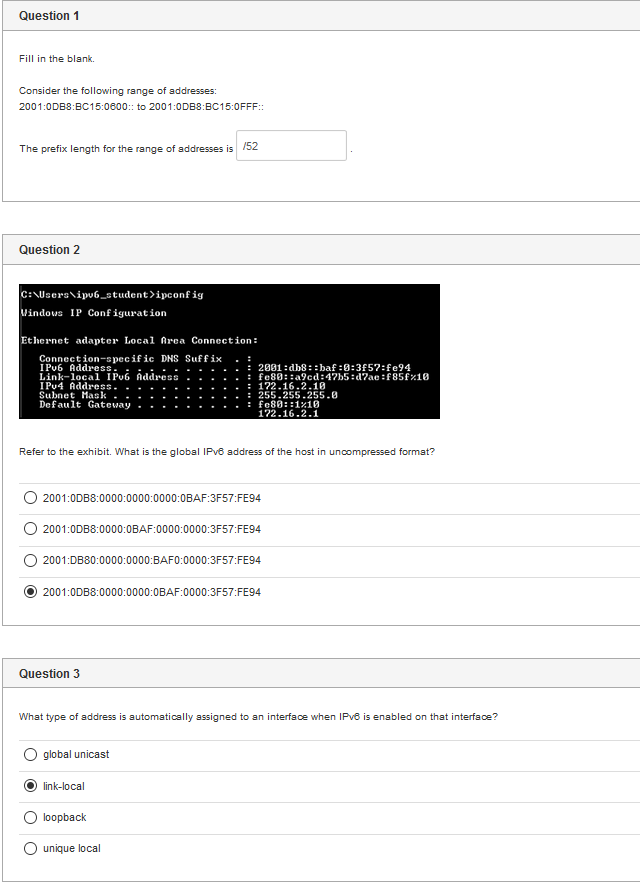 Question 1
Fill in the blank.
Consider the following range of addresses:
2001:0DB8:BC15:0600:: to 2001:0DB8:BC15:0FFF::
The prefix length for the range of addresses is /52 .
Question 2
C:\Users\ipv6_student>ipconfig
Windows IP Configuration
Ethernet adapter Local Area Connection:
Connection-specific DNS Suffix . :
IPv6 Address. . . . . . . . . . . : 2001:db8::baf:0:3f57:fe94
Link-local IPv6 Address . . . . . : fe80::a9cd:47b5:d7ae:f85f%10
IPv4 Address. . . . . . . . . . . : 172.16.2.10
Subnet Mask . . . . . . . . . . . : 255.255.255.0
Default Gateway . . . . . . . . . : fe80::1%10
172.16.2.1
Refer to the exhibit. What is the global IPv6 address of the host in uncompressed format?
2001:0DB8:0000:0000:0000:0BAF:3F57:FE94
2001:0DB8:0000:0BAF:0000:0000:3F57:FE94
2001:DB80:0000:0000:BAF0:0000:3F57:FE94
2001:0DB8:0000:0000:0BAF:0000:3F57:FE94
Question 3
What type of address is automatically assigned to an interface when IPv6 is enabled on that interface?
global unicast
link-local
loopback
unique local